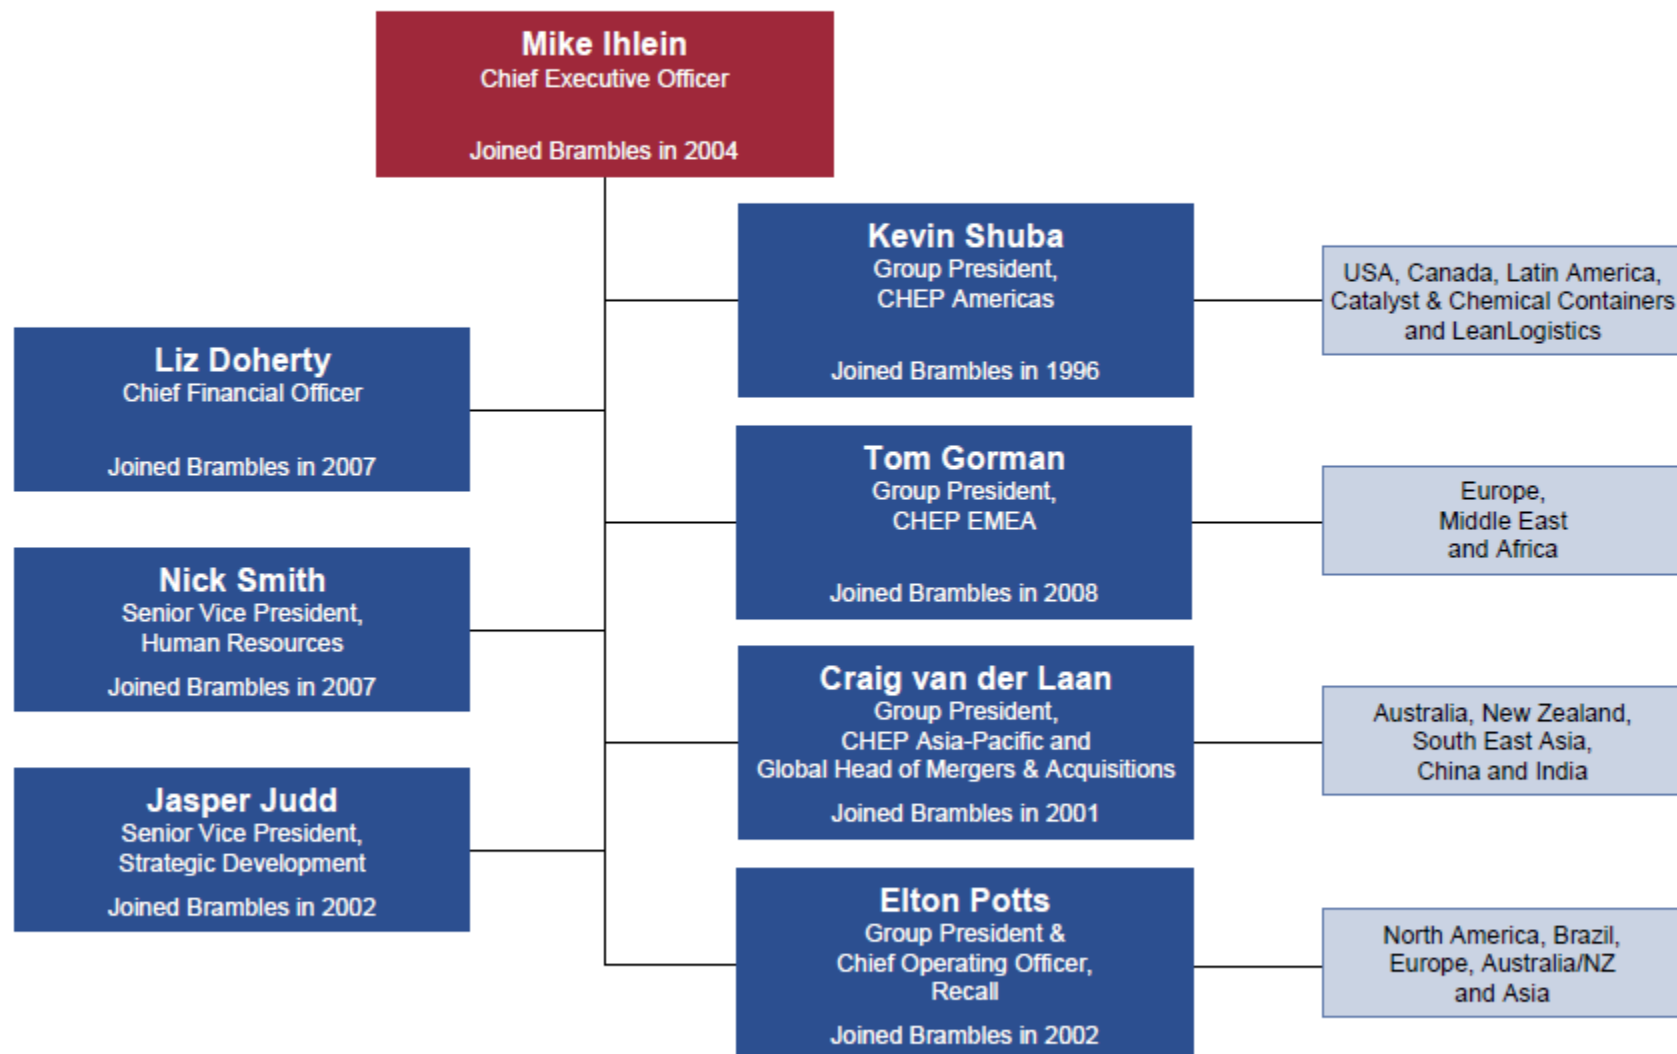 Mike Ihlein
Chief Executive Officer
Joined Brambles in 2004
Kevin Shuba
Group President,
CHEP Americas
Joined Brambles in 1996
USA, Canada, Latin America,
Catalyst & Chemical Containers
and LeanLogistics
Liz Doherty
Chief Financial Officer
Joined Brambles in 2007
Tom Gorman
Group President,
CHEP EMEA
Joined Brambles in 2008
Europe,
Middle East
and Africa
Nick Smith
Senior Vice President,
Human Resources
Joined Brambles in 2007
Craig van der Laan
Group President,
CHEP Asia-Pacific and
Global Head of Mergers & Acquisitions
Joined Brambles in 2001
Australia, New Zealand,
South East Asia,
China and India
Jasper Judd
Senior Vice President,
Strategic Development
Joined Brambles in 2002
Elton Potts
Group President &
Chief Operating Officer,
Recall
Joined Brambles in 2002
North America, Brazil,
Europe, Australia/NZ
and Asia